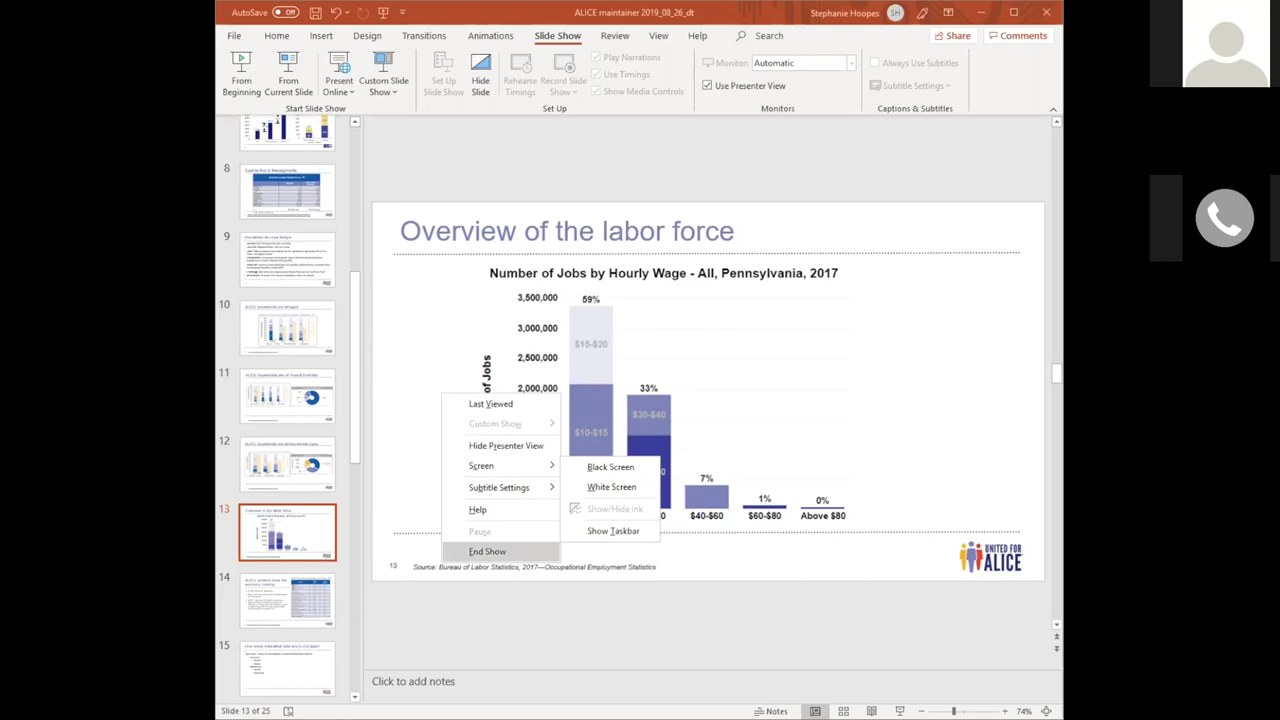 AutoSave Off
ALICE maintainer 2019_08_26_dt
Stephanie Hoopes SH
File Home Insert Design Transitions Animations Slide Show Review View Help Search Share Comments
From Beginning
From Current Slide
Present Online
Custom Slide Show
Set Up Slide Show
Hide Slide
Rehearse Timings
Record Slide Show
Play Narrations
Use Timings
Show Media Controls
Monitor: Automatic
Use Presenter View
Always Use Subtitles
Subtitle Settings
Start Slide Show
Set Up
Monitors
Captions & Subtitles
8
9
10
11
12
13
14
15
Overview of the labor force
Number of Jobs by Hourly Wage - All, Pennsylvania, 2017
3,500,000
3,000,000
2,500,000
2,000,000
of Jobs
59%
$15-$20
$10-$15
33%
$30-$40
7%
1%
0%
$40-$60
$60-$80
Above $80
Last Viewed
Custom Show
Hide Presenter View
Screen
Subtitle Settings
Help
Pause
End Show
Black Screen
White Screen
Show/Hide Ink
Show Taskbar
13
Source: Bureau of Labor Statistics, 2017—Occupational Employment Statistics
UNITED FOR
ALICE
Click to add notes
Slide 13 of 25
Notes
74%